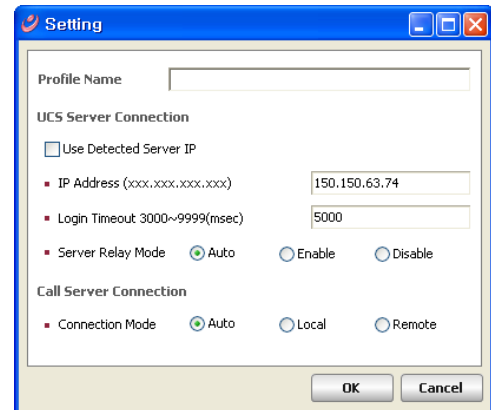 Setting
Profile Name
UCS Server Connection
Use Detected Server IP
IP Address (xxx.xxx.xxx.xxx) 150.150.63.74
Login Timeout 3000~9999(msec) 5000
Server Relay Mode Auto Enable Disable
Call Server Connection
Connection Mode Auto Local Remote
OK Cancel